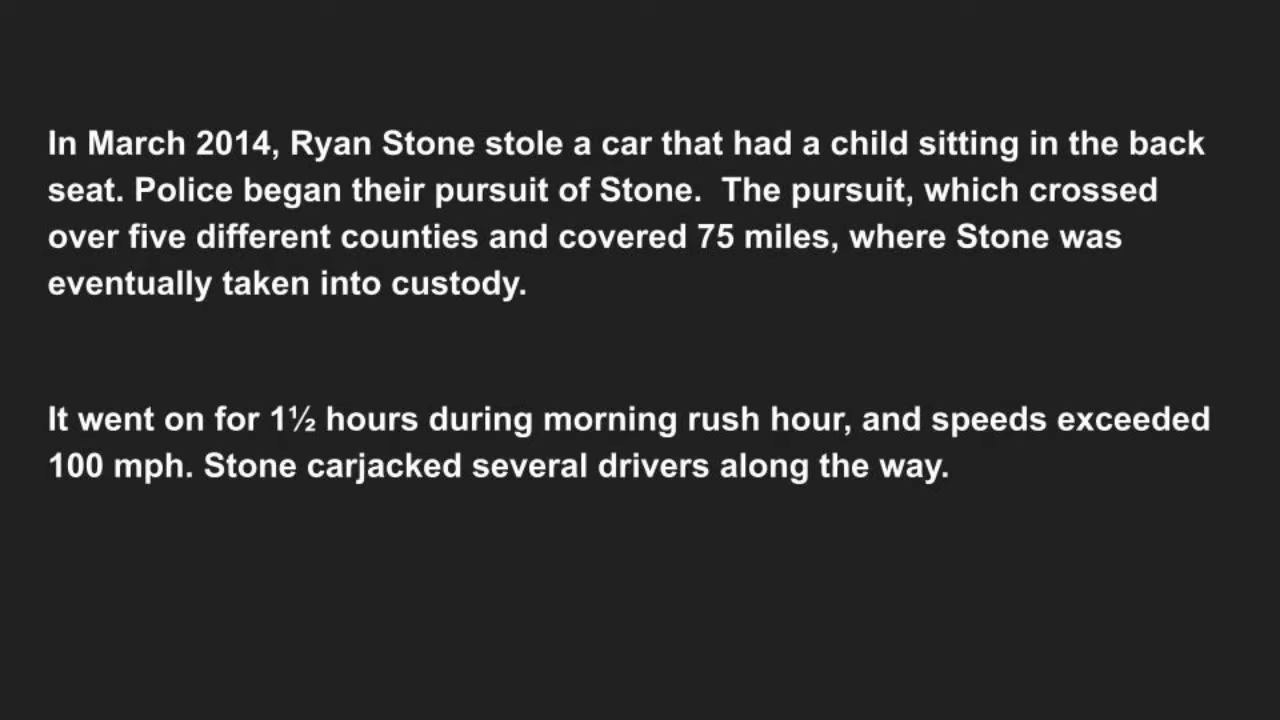 In March 2014, Ryan Stone stole a car that had a child sitting in the back
seat. Police began their pursuit of Stone.  The pursuit, which crossed
over five different counties and covered 75 miles, where Stone was
eventually taken into custody.
It went on for 1½ hours during morning rush hour, and speeds exceeded
100 mph. Stone carjacked several drivers along the way.